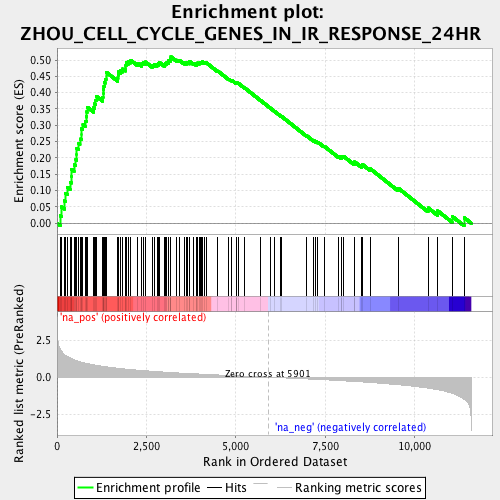 Enrichment plot:
ZHOU_CELL_CYCLE_GENES_IN_IR_RESPONSE_24HR
Enrichment score (ES)
0.50
0.45
0.40
0.35
0.30
0.25
0.20
0.15
0.10
0.05
0.00
'na_pos' (positively correlated)
Ranked list metric (PreRanked)
2.5
0.0
-2.5
Zero cross at 5901
'na_neg' (negatively correlated)
0
2,500
5,000
7,500
10,000
Rank in Ordered Dataset
Enrichment profile
Hits
Ranking metric scores